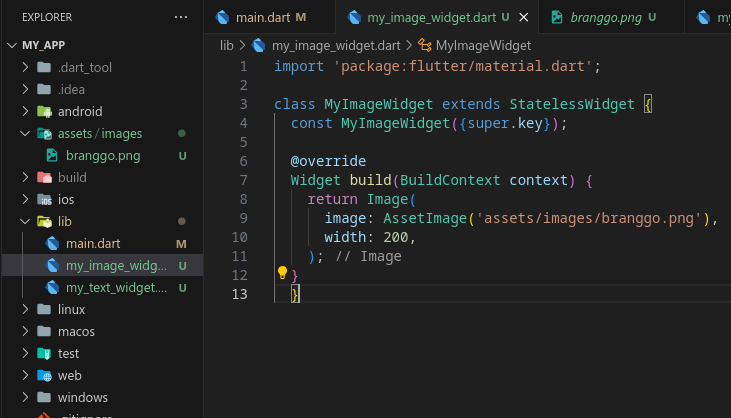 EXPLORER ...
main.dart M
my_image_widget.dart U
branggo.png U
my
MY_APP
lib > my_image_widget.dart > MyImageWidget
.dart_tool
.idea
android
assets / images
branggo.png U
build
ios
lib
main.dart M
my_image_widg... U
my_text_widget.... U
linux
macos
test
web
windows
.gitignore
1 import 'package:flutter/material.dart';
2
3 class MyImageWidget extends StatelessWidget {
4 const MyImageWidget({super.key});
5
6 @override
7 Widget build(BuildContext context) {
8 return Image(
9 image: AssetImage('assets/images/branggo.png'),
10 width: 200,
11 ); // Image
12 }
13 }